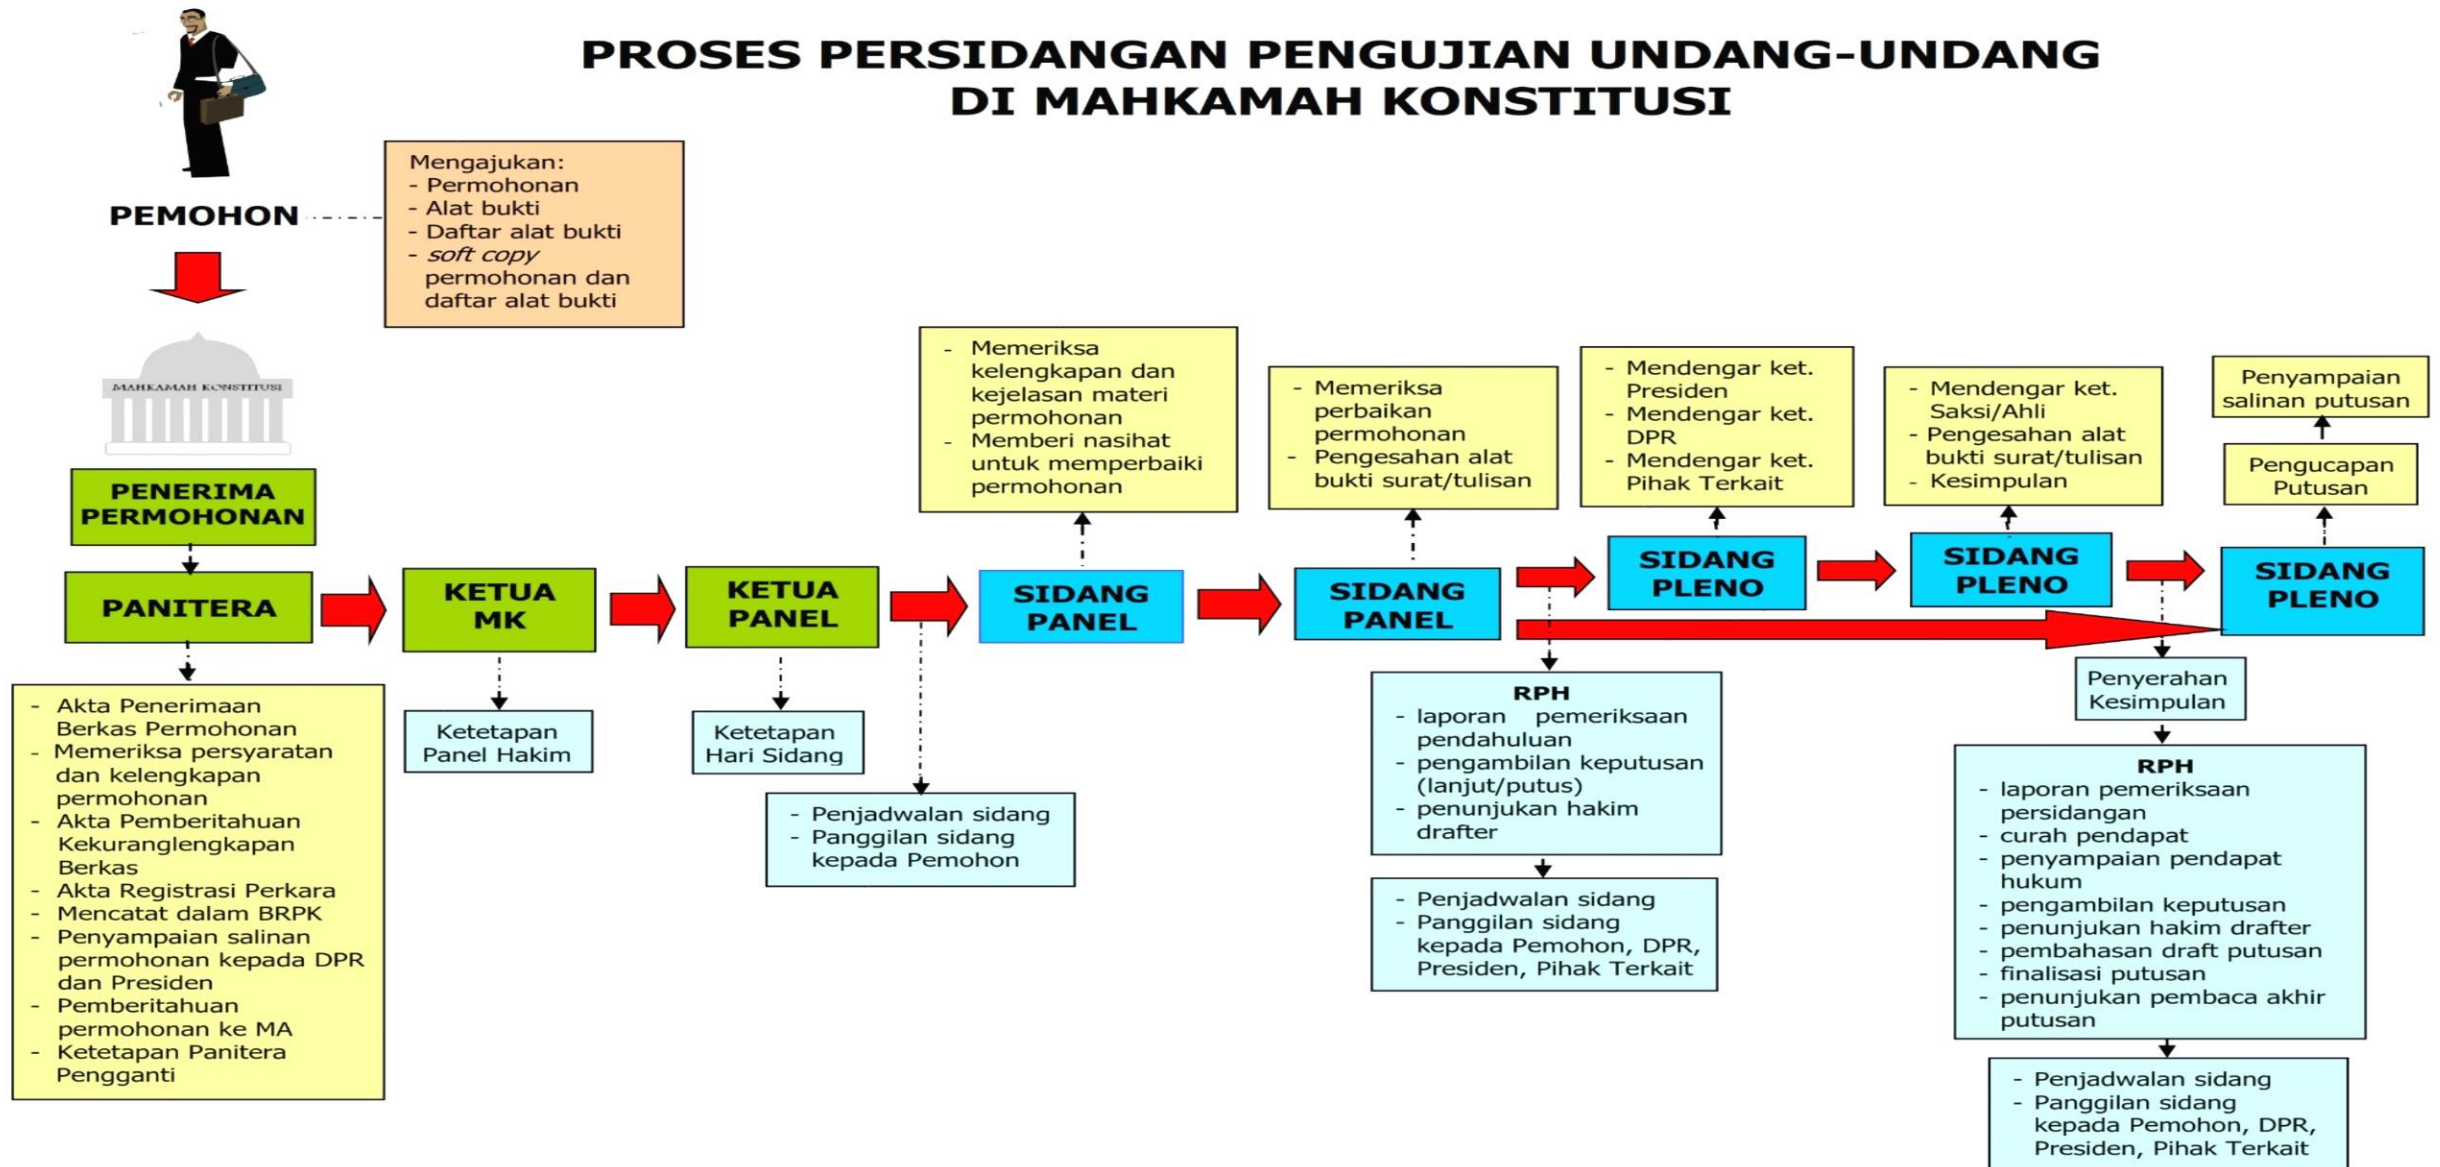 PROSES PERSIDANGAN PENGUJIAN UNDANG-UNDANG
DI MAHKAMAH KONSTITUSI
PEMOHON
Mengajukan:
- Permohonan
- Alat bukti
- Daftar alat bukti
- soft copy
permohonan dan
daftar alat bukti
MAHKAMAH KONSTITUSI
PENERIMA
PERMOHONAN
PANITERA
- Akta Penerimaan
Berkas Permohonan
- Memeriksa persyaratan
dan kelengkapan
permohonan
- Akta Pemberitahuan
Kekuranglengkapan
Berkas
- Akta Registrasi Perkara
- Mencatat dalam BRPK
- Penyampaian salinan
permohonan kepada DPR
dan Presiden
- Pemberitahuan
permohonan ke MA
- Ketetapan Panitera
Pengganti
KETUA
MK
Ketetapan
Panel Hakim
KETUA
PANEL
Ketetapan
Hari Sidang
- Penjadwalan sidang
- Panggilan sidang
kepada Pemohon
- Memeriksa
kelengkapan dan
kejelasan materi
permohonan
- Memberi nasihat
untuk memperbaiki
permohonan
SIDANG
PANEL
- Memeriksa
perbaikan
permohonan
- Pengesahan alat
bukti surat/tulisan
SIDANG
PANEL
RPH
- laporan pemeriksaan
pendahuluan
- pengambilan keputusan
(lanjut/putus)
- penunjukan hakim
drafter
- Penjadwalan sidang
- Panggilan sidang
kepada Pemohon, DPR,
Presiden, Pihak Terkait
- Mendengar ket.
Presiden
- Mendengar ket.
DPR
- Mendengar ket.
Pihak Terkait
SIDANG
PLENO
- Mendengar ket.
Saksi/Ahli
- Pengesahan alat
bukti surat/tulisan
- Kesimpulan
SIDANG
PLENO
Penyerahan
Kesimpulan
RPH
- laporan pemeriksaan
persidangan
- curah pendapat
- penyampaian pendapat
hukum
- pengambilan keputusan
- penunjukan hakim drafter
- pembahasan draft putusan
- finalisasi putusan
- penunjukan pembaca akhir
putusan
- Penjadwalan sidang
- Panggilan sidang
kepada Pemohon, DPR,
Presiden, Pihak Terkait
Penyampaian
salinan putusan
Pengucapan
Putusan
SIDANG
PLENO